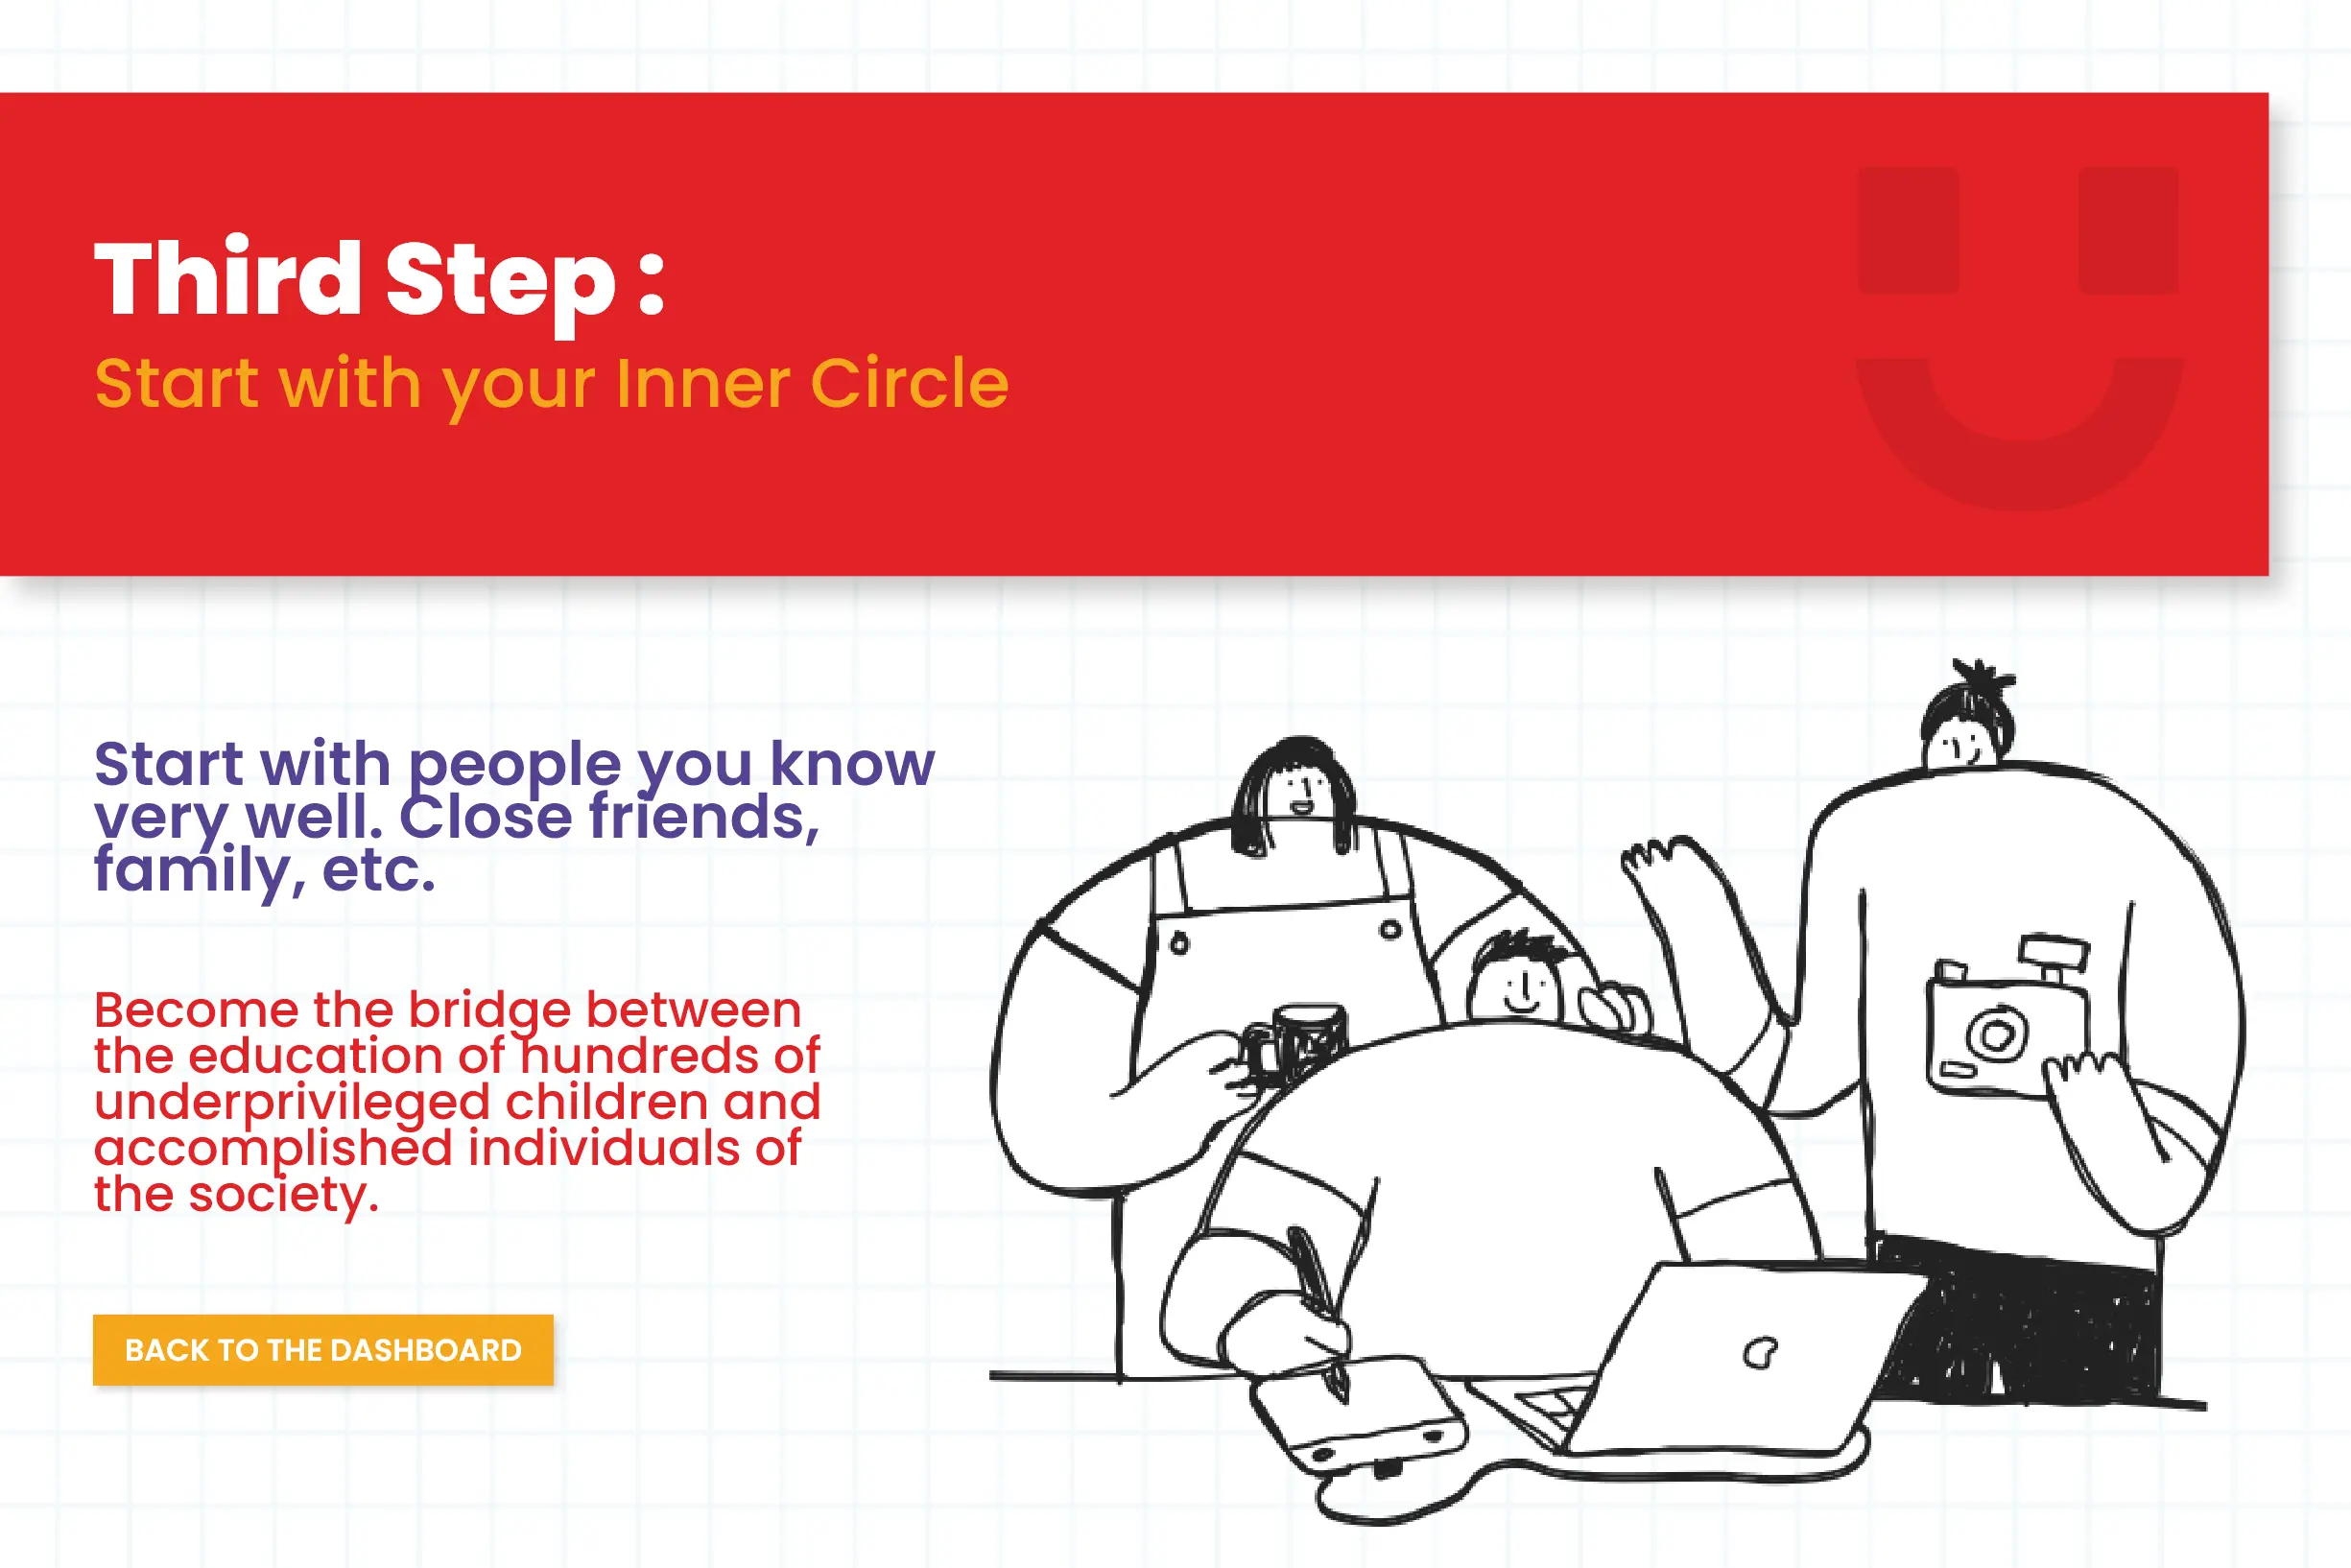 Third Step :
Start with your Inner Circle
Start with people you know
very well. Close friends,
family, etc.
Become the bridge between
the education of hundreds of
underprivileged children and
accomplished individuals of
the society.
BACK TO THE DASHBOARD